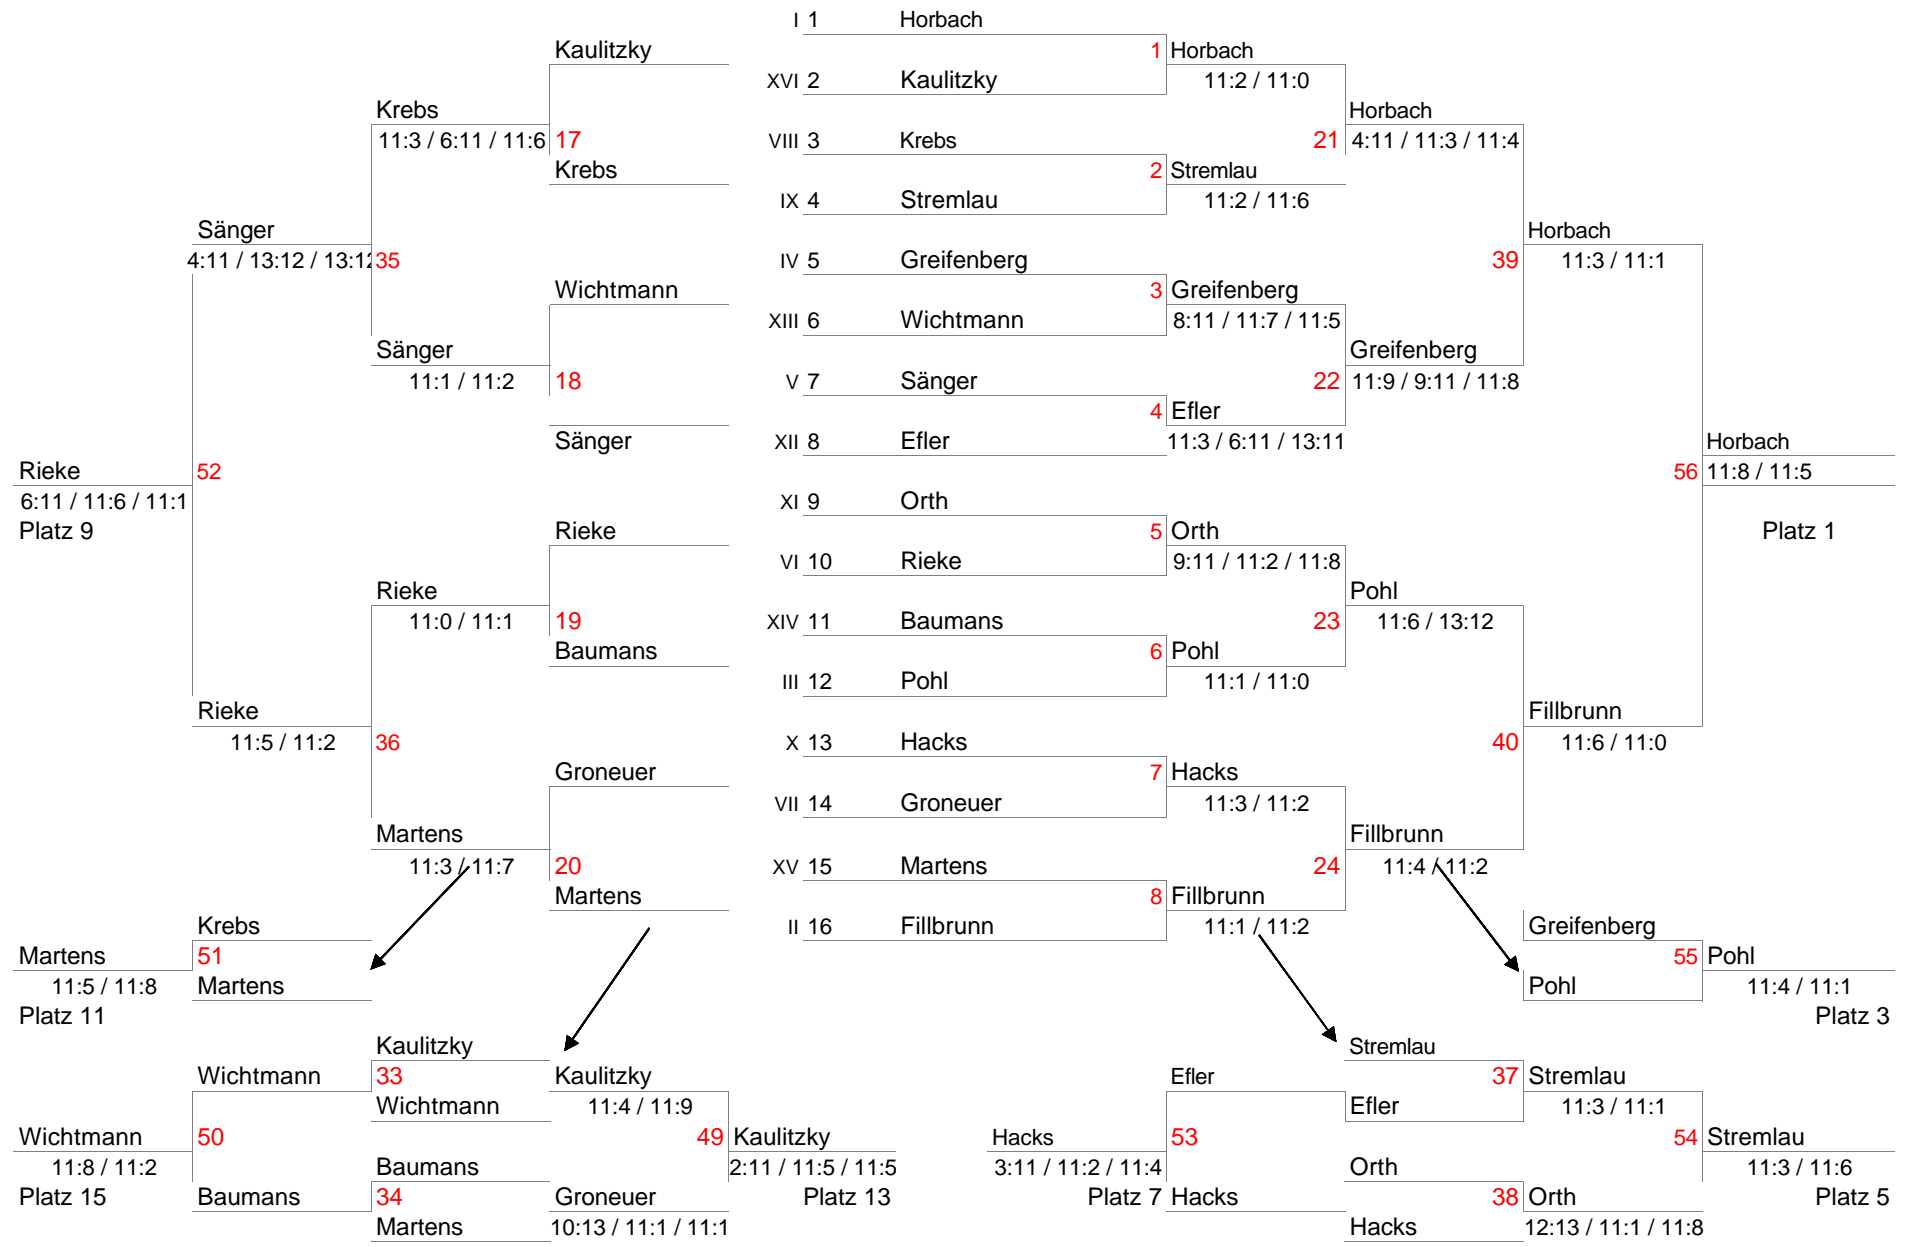 I 1 Horbach
Kaulitzky 1 Horbach
XVI 2 Kaulitzky 11:2 / 11:0
Krebs Horbach
11:3 / 6:11 / 11:6 17 VIII 3 Krebs 21 4:11 / 11:3 / 11:4
Krebs 2 Stremlau
IX 4 Stremlau 11:2 / 11:6
Sänger Horbach
4:11 / 13:12 / 13:12 35 IV 5 Greifenberg 39 11:3 / 11:1
Wichtmann 3 Greifenberg
XIII 6 Wichtmann 8:11 / 11:7 / 11:5
Sänger Greifenberg
11:1 / 11:2 18 V 7 Sänger 22 11:9 / 9:11 / 11:8
4 Efler
Sänger XII 8 Efler 11:3 / 6:11 / 13:11 Horbach
Rieke 52 56 11:8 / 11:5
6:11 / 11:6 / 11:1 XI 9 Orth
Platz 9 Rieke 5 Orth Platz 1
VI 10 Rieke 9:11 / 11:2 / 11:8
Rieke Pohl
11:0 / 11:1 19 XIV 11 Baumans 23 11:6 / 13:12
Baumans 6 Pohl
III 12 Pohl 11:1 / 11:0
Rieke Fillbrunn
11:5 / 11:2 36 X 13 Hacks 40 11:6 / 11:0
Groneuer 7 Hacks
VII 14 Groneuer 11:3 / 11:2
Martens Fillbrunn
11:3 / 11:7 20 XV 15 Martens 24 11:4 / 11:2
Martens 8 Fillbrunn
Krebs II 16 Fillbrunn 11:1 / 11:2 Greifenberg
Martens 51 55 Pohl
11:5 / 11:8 Martens Pohl 11:4 / 11:1
Platz 11 Platz 3
Kaulitzky Stremlau
Wichtmann 33 Kaulitzky Efler 37 Stremlau
Wichtmann 11:4 / 11:9 Efler 11:3 / 11:1
Wichtmann 50 49 Kaulitzky Hacks 53 54 Stremlau
11:8 / 11:2 Baumans 2:11 / 11:5 / 11:5 3:11 / 11:2 / 11:4 Orth 11:3 / 11:6
Platz 15 Baumans 34 Groneuer Platz 13 Platz 7 Hacks 38 Orth Platz 5
Martens 10:13 / 11:1 / 11:1 Hacks 12:13 / 11:1 / 11:8